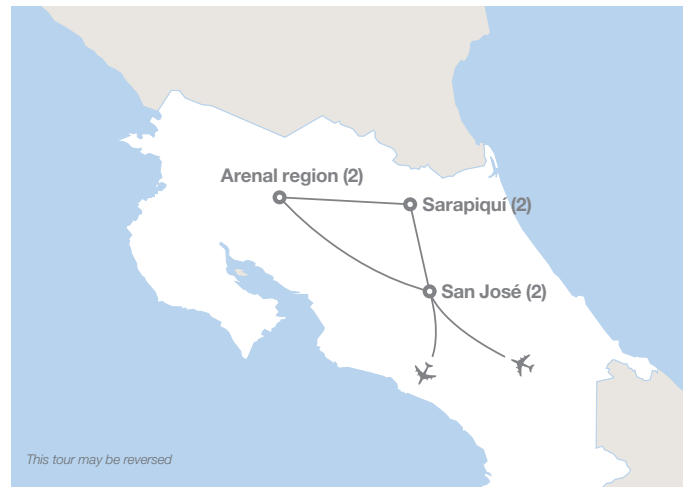 Arenal region (2)
Sarapiquí (2)
San José (2)
This tour may be reversed